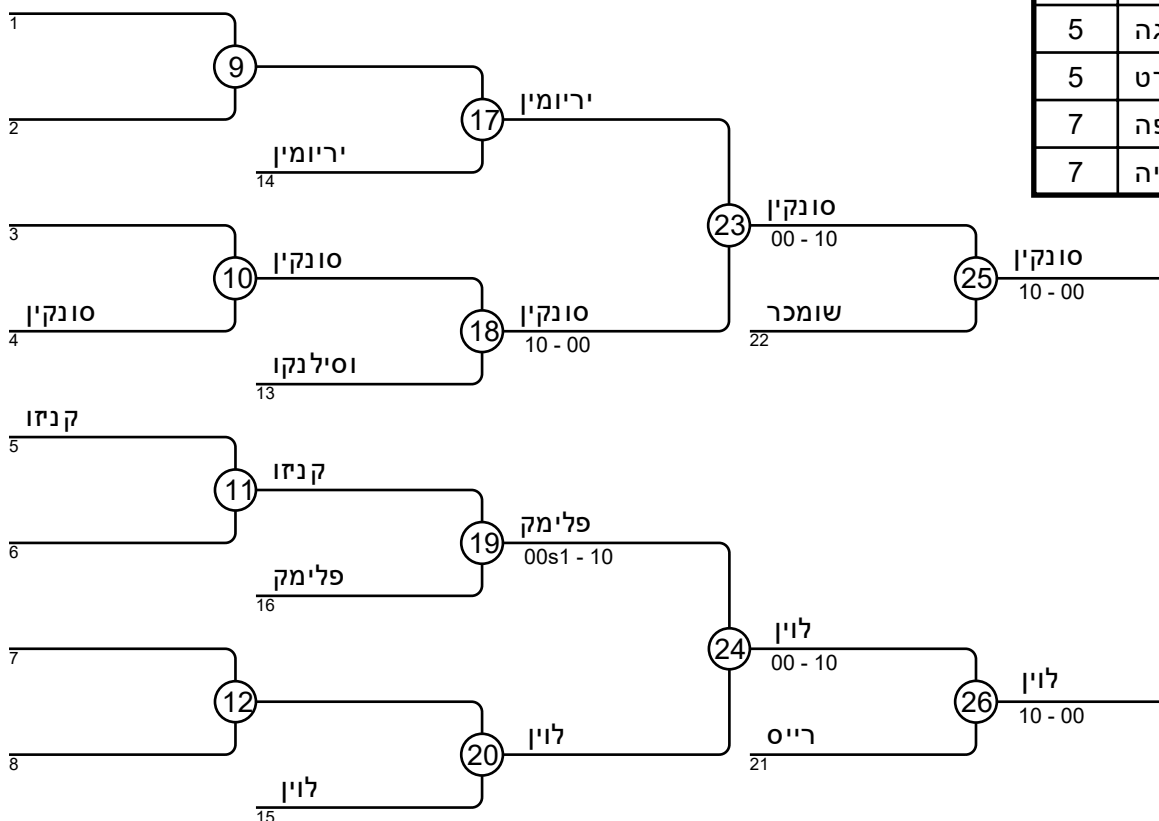 1
9
2
17
יריומין
14
יריומין
3
10
סונקין
4
סונקין
18
סונקין
10 - 00
13
וסילנקו
23
סונקין
00 - 10
22
שומכר
25
סונקין
10 - 00
5
קניזו
11
קניזו
6
19
פלימק
00s1 - 10
16
פלימק
7
12
8
20
לוין
15
לוין
24
לוין
00 - 10
21
רייס
26
לוין
10 - 00
5
5
7
7